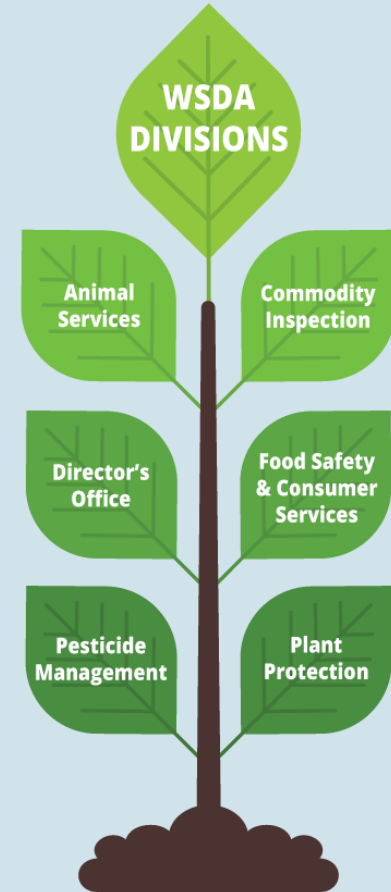 WSDA
DIVISIONS
Animal
Services
Commodity
Inspection
Director's
Office
Food Safety
& Consumer
Services
Pesticide
Management
Plant
Protection